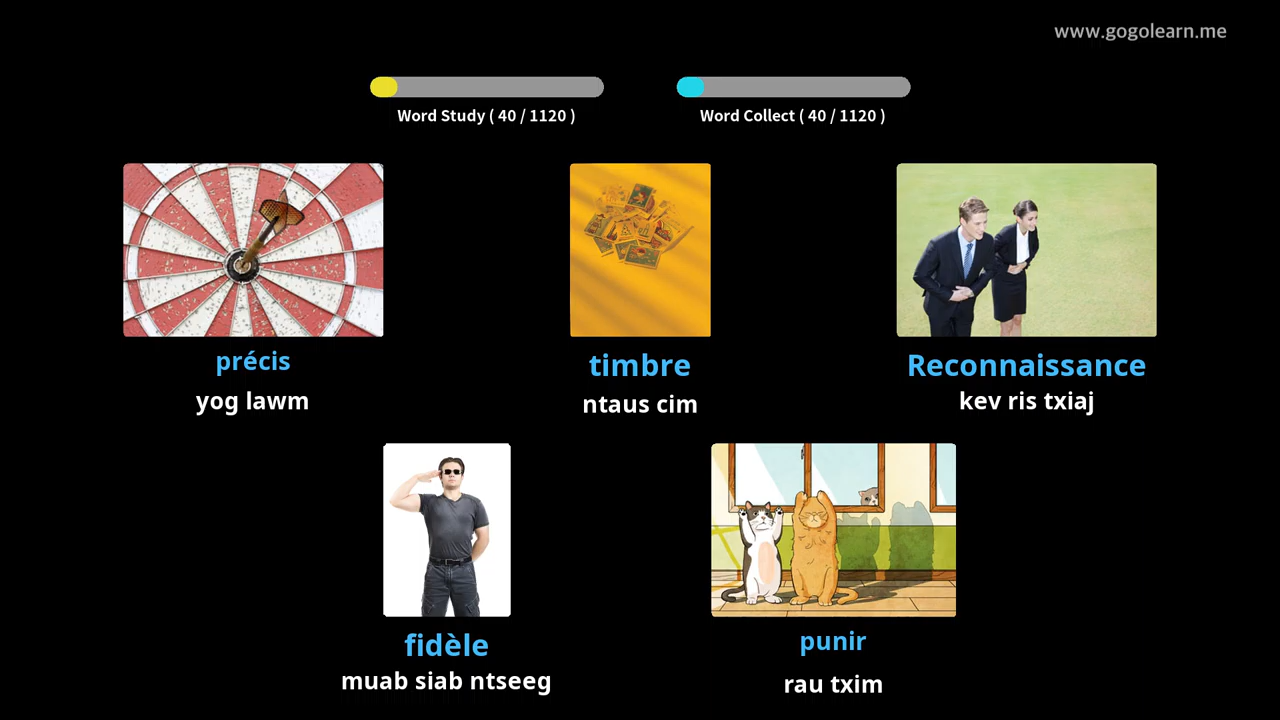 www.gogolearn.me
Word Study ( 40 / 1120 )
Word Collect ( 40 / 1120 )
précis
yog lawm
timbre
ntaus cim
Reconnaissance
kev ris txiaj
fidèle
muab siab ntseeg
punir
rau txim